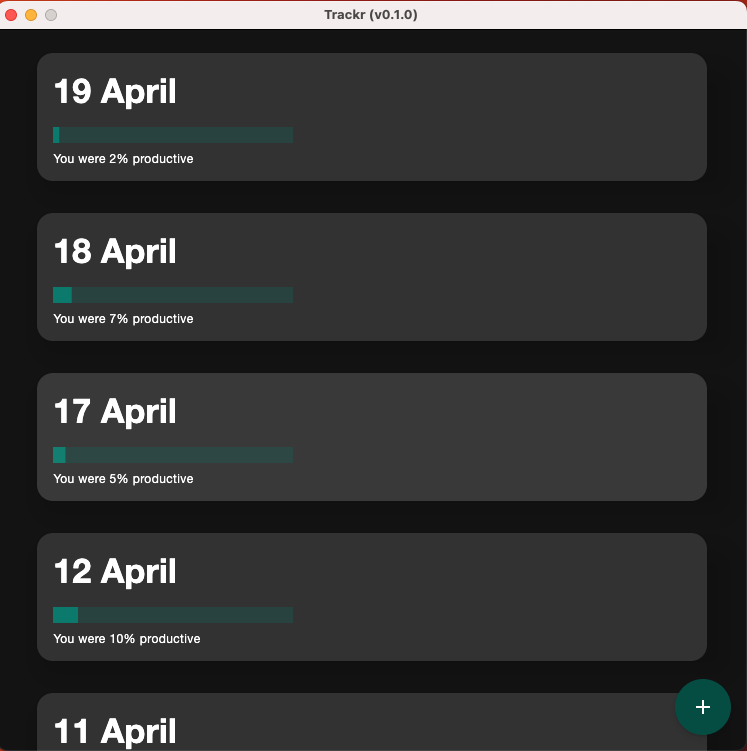 Trackr (v0.1.0)
19 April
You were 2% productive
18 April
You were 7% productive
17 April
You were 5% productive
12 April
You were 10% productive
11 April
+